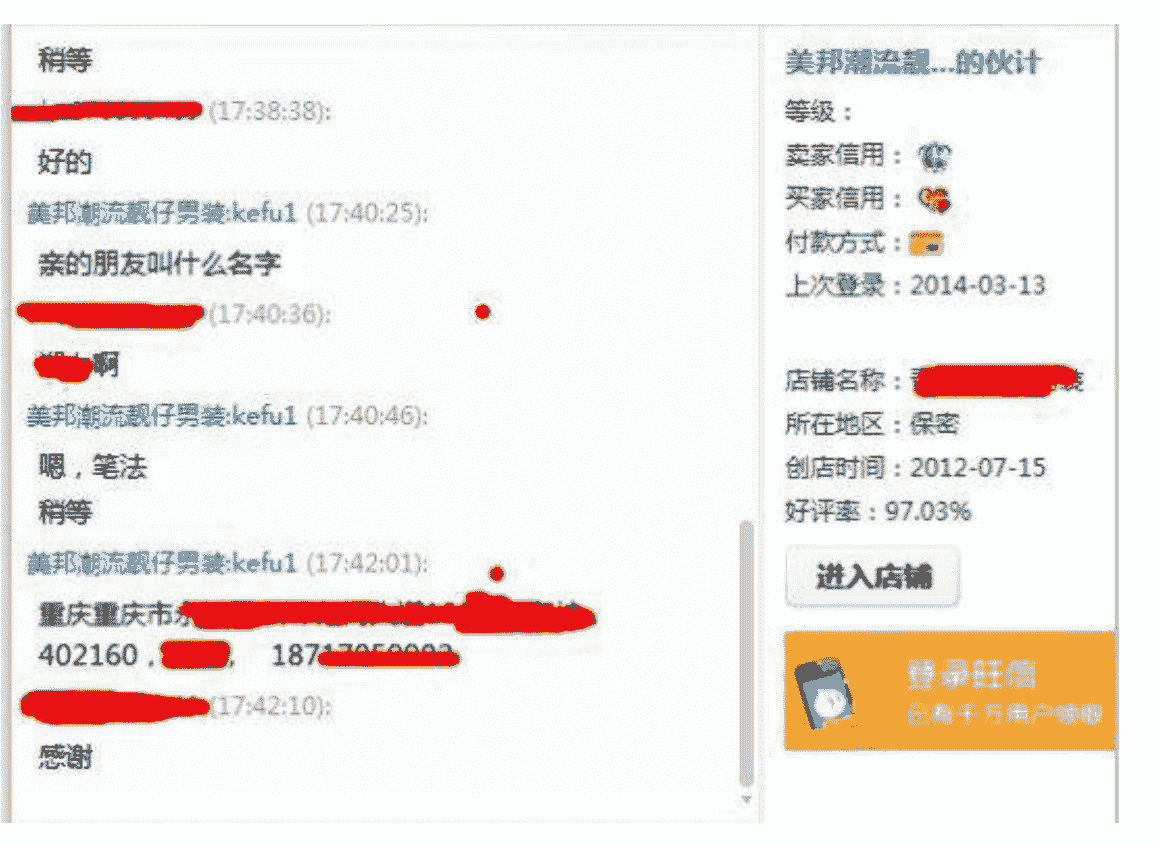 稍等
(17:38:38):
好的
美邦潮流靓仔男装:kefu1 (17:40:25):
亲的朋友叫什么名字
(17:40:36):
啊
美邦潮流靓仔男装:kefu1 (17:40:46):
嗯，笔法
稍等
美邦潮流靓仔男装:kefu1 (17:42:01):
重庆重庆市
402160， ， 187
(17:42:10):
感谢
美邦潮流靓...的伙计
等级：
卖家信用：
买家信用：
付款方式：
上次登录：2014-03-13
店铺名称：
所在地区：保密
创店时间：2012-07-15
好评率：97.03%
进入店铺
登录旺信